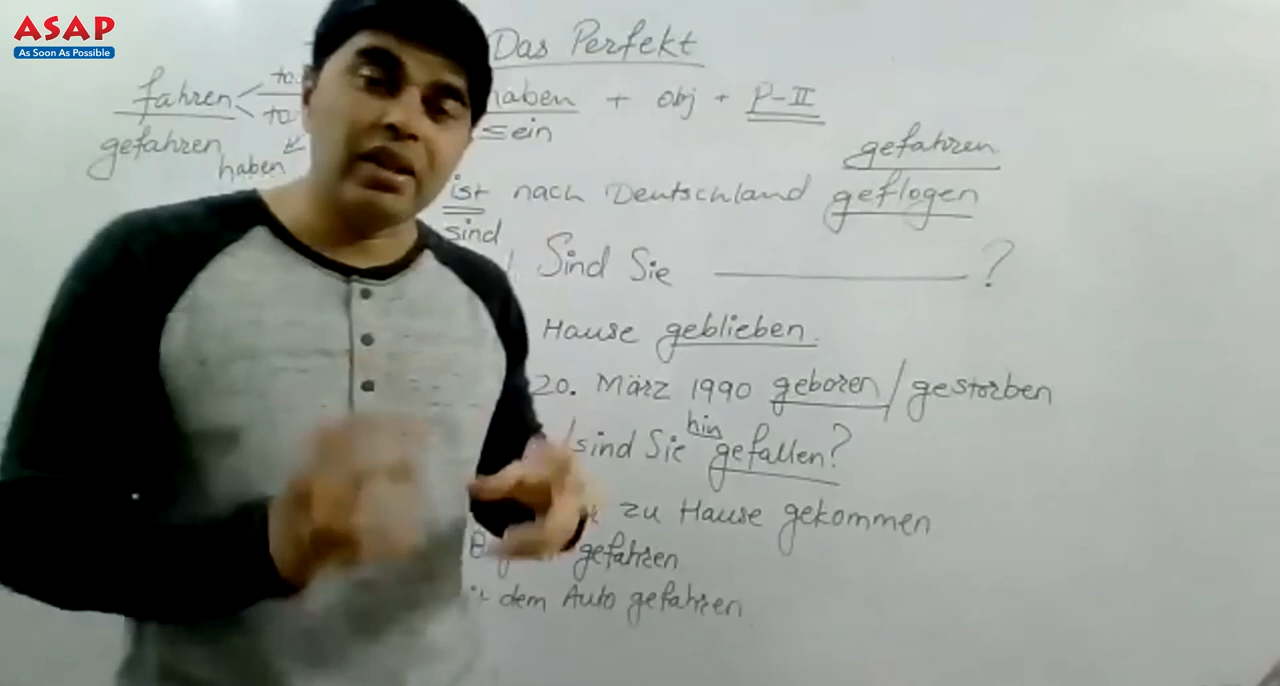 ASAP
As Soon As Possible
Das Perfekt
fahren to
to
gefahren
haben
haben + obj + P-II
sein
gefahren
ist nach Deutschland geflogen
sind
Sind Sie ?
Hause geblieben.
20. März 1990 geboren / gestorben
hin
/ sind Sie gefallen?
zu Hause gekommen
gefahren
dem Auto gefahren